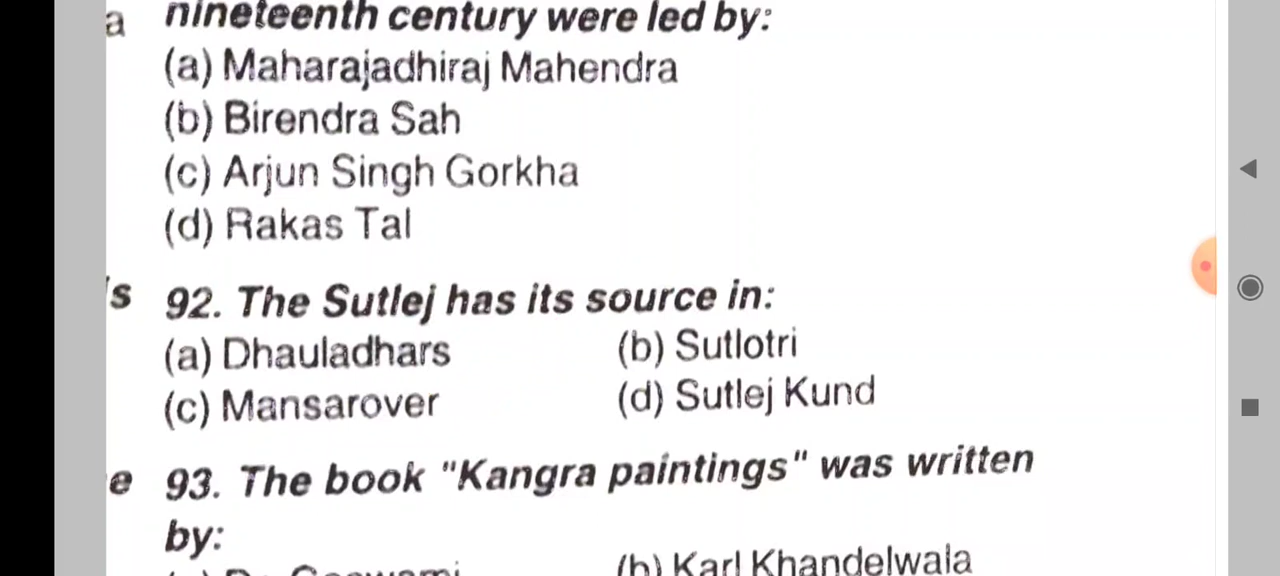 a nineteenth century were led by:
(a) Maharajadhiraj Mahendra
(b) Birendra Sah
(c) Arjun Singh Gorkha
(d) Rakas Tal
's 92. The Sutlej has its source in:
(a) Dhauladhars (b) Sutlotri
(c) Mansarover (d) Sutlej Kund
e 93. The book "Kangra paintings" was written
by:
(b) Karl Khandelwala